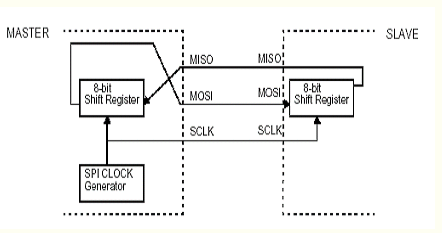 MASTER
SLAVE
MISO
MISO
8-bit
Shift Register
MOSI
MOSI
8-bit
Shift Register
SCLK
SCLK
SPI CLOCK
Generator